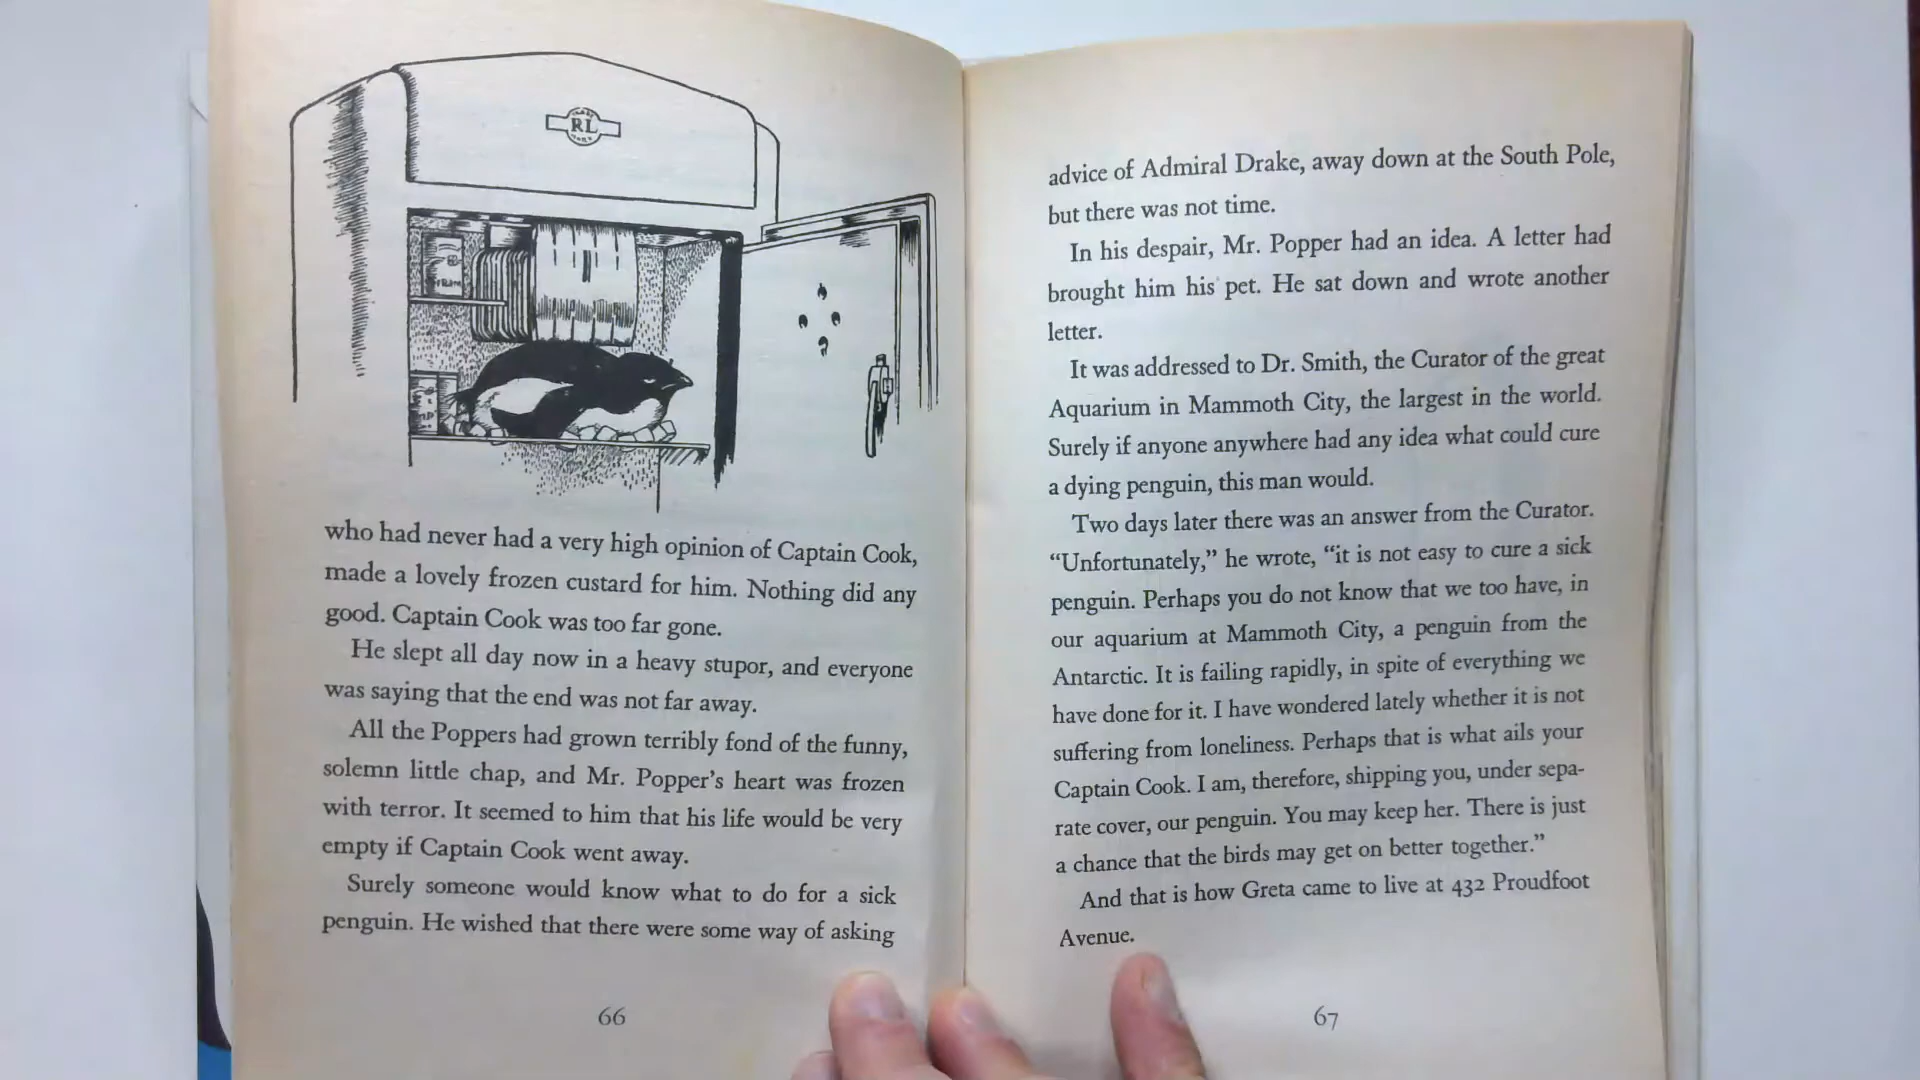 RL
who had never had a very high opinion of Captain Cook,
made a lovely frozen custard for him. Nothing did any
good. Captain Cook was too far gone.
He slept all day now in a heavy stupor, and everyone
was saying that the end was not far away.
All the Poppers had grown terribly fond of the funny,
solemn little chap, and Mr. Popper's heart was frozen
with terror. It seemed to him that his life would be very
empty if Captain Cook went away.
Surely someone would know what to do for a sick
penguin. He wished that there were some way of asking
66
advice of Admiral Drake, away down at the South Pole,
but there was not time.
In his despair, Mr. Popper had an idea. A letter had
brought him his pet. He sat down and wrote another
letter.
It was addressed to Dr. Smith, the Curator of the great
Aquarium in Mammoth City, the largest in the world.
Surely if anyone anywhere had any idea what could cure
a dying penguin, this man would.
Two days later there was an answer from the Curator.
“Unfortunately,” he wrote, “it is not easy to cure a sick
penguin. Perhaps you do not know that we too have, in
our aquarium at Mammoth City, a penguin from the
Antarctic. It is failing rapidly, in spite of everything we
have done for it. I have wondered lately whether it is not
suffering from loneliness. Perhaps that is what ails your
Captain Cook. I am, therefore, shipping you, under sepa-
rate cover, our penguin. You may keep her. There is just
a chance that the birds may get on better together.”
And that is how Greta came to live at 432 Proudfoot
Avenue.
67